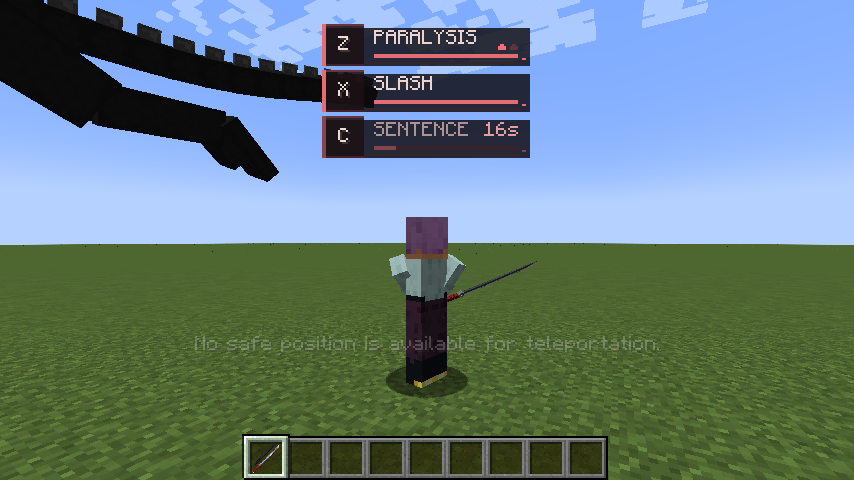 Z PARALYSIS
X SLASH
C SENTENCE 16s
No safe position is available for teleportation.